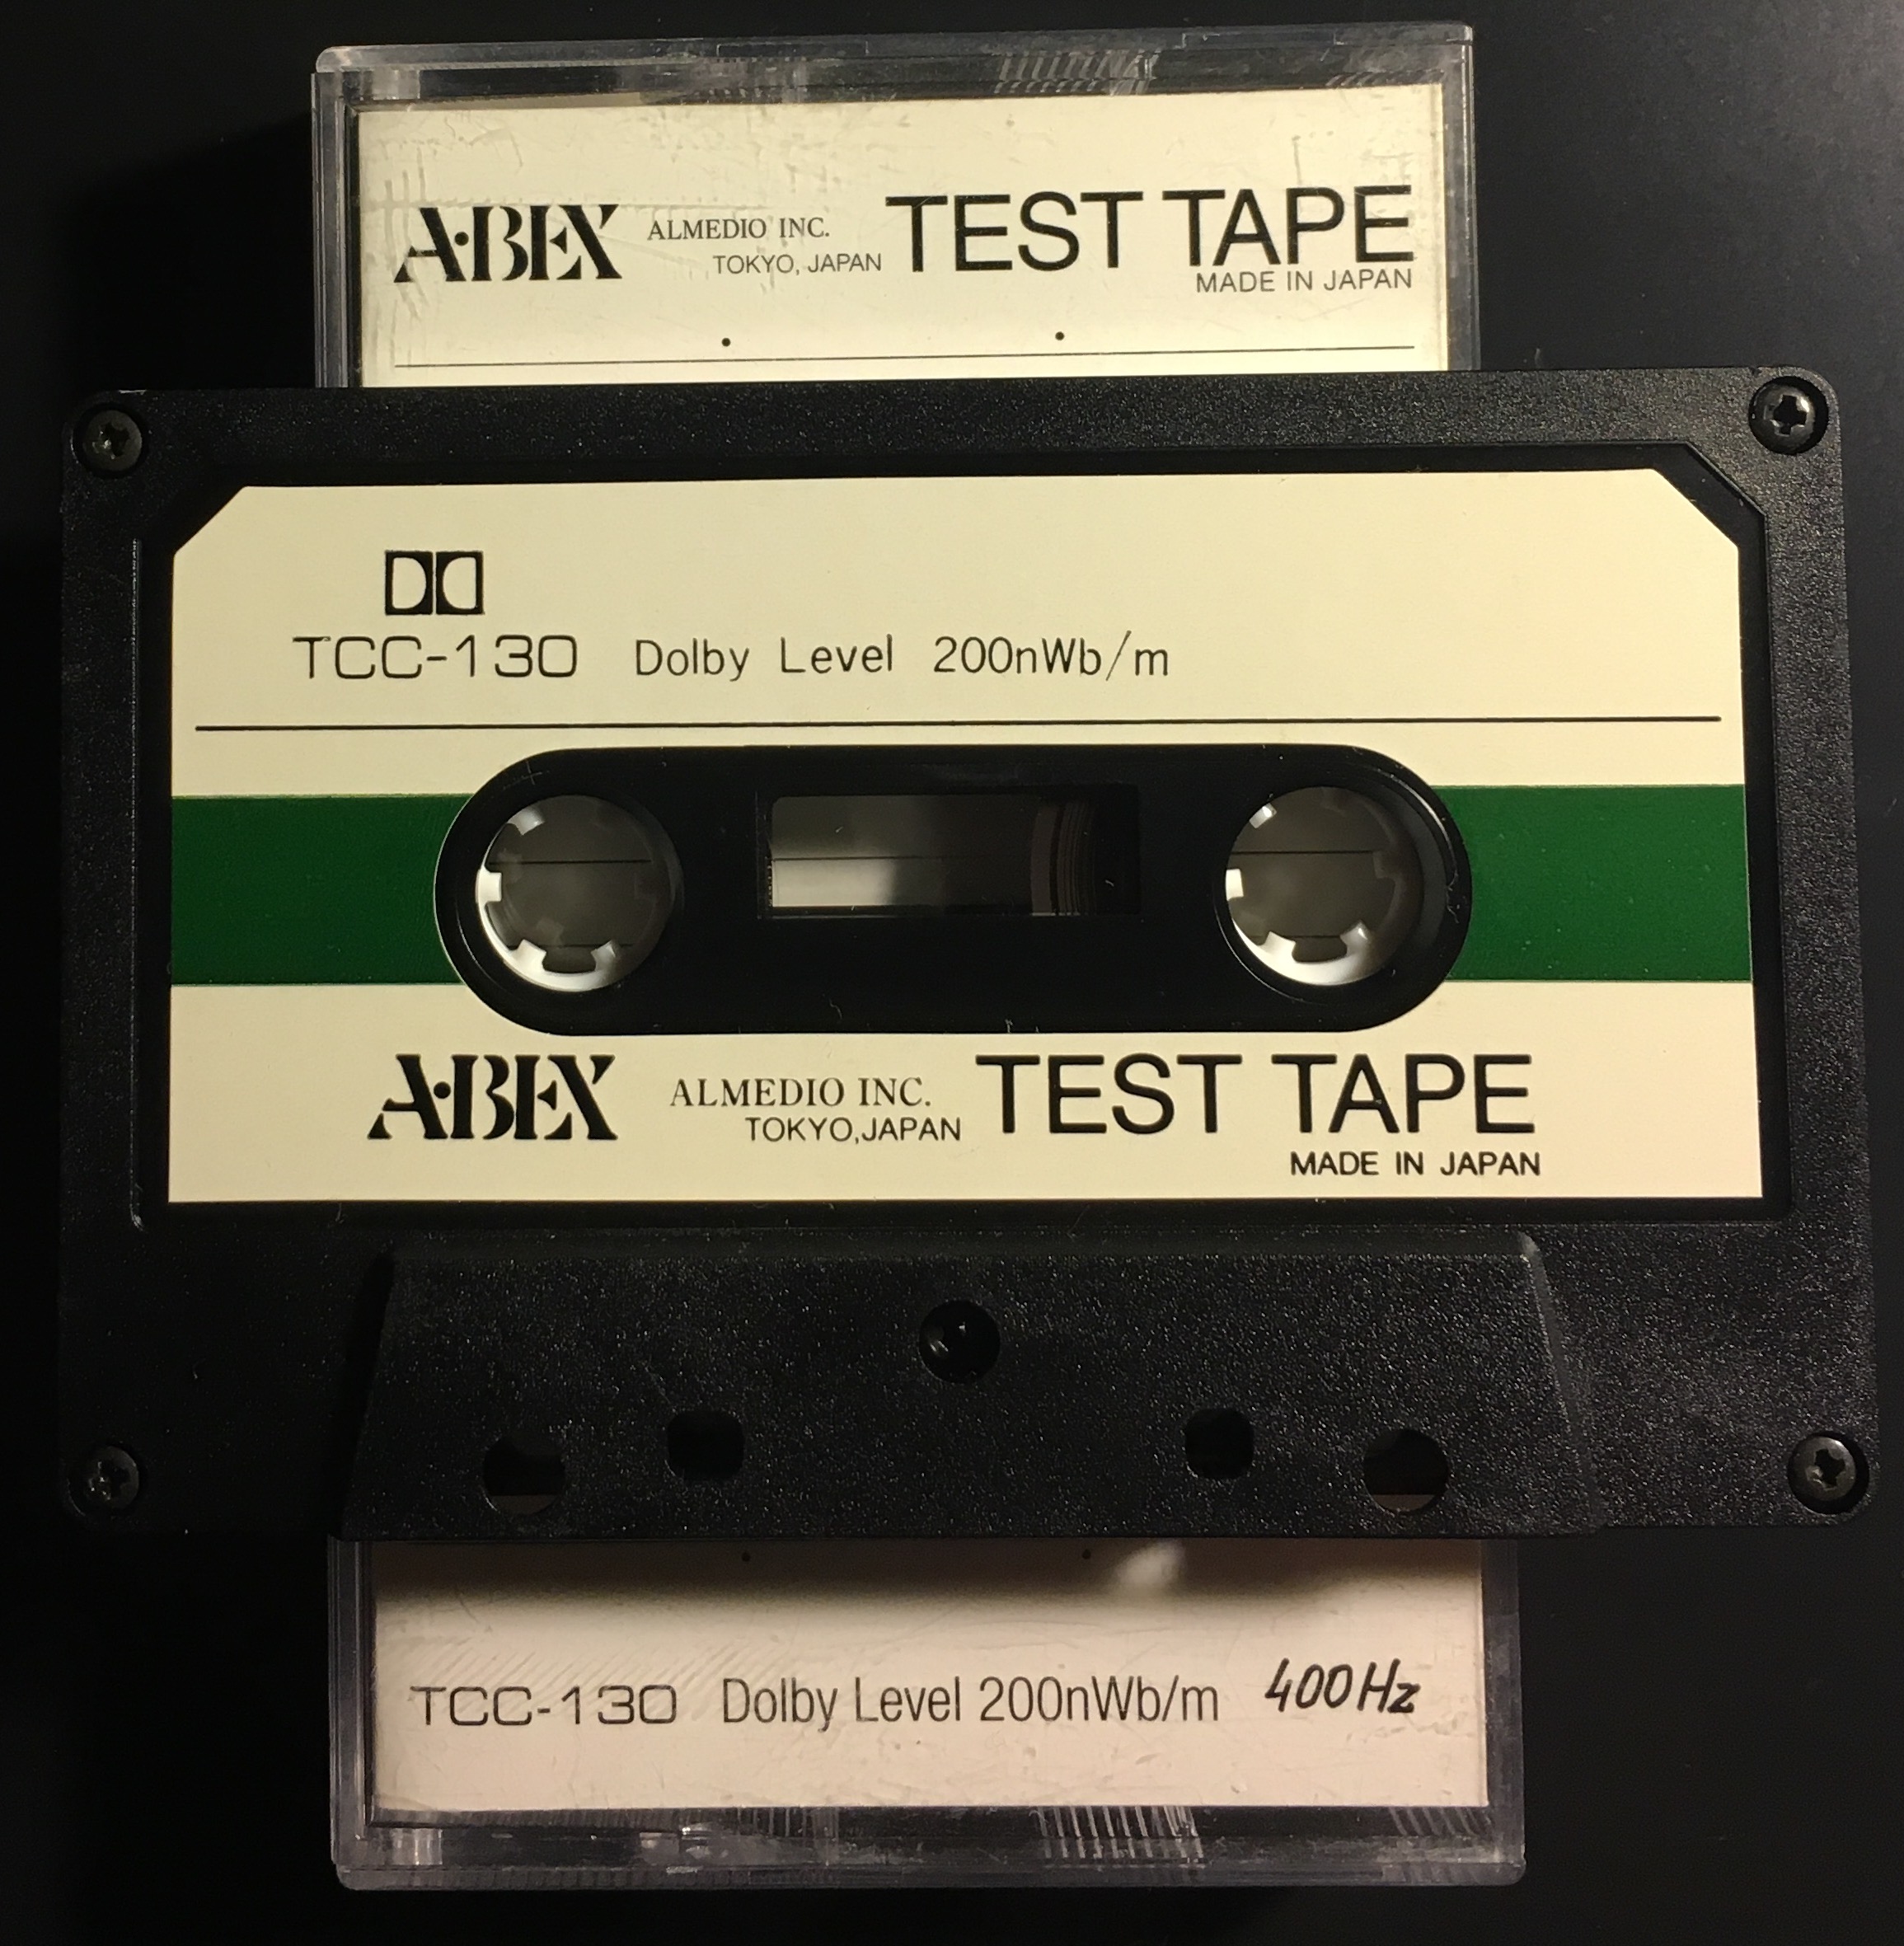 A·BEX ALMEDIO INC. TEST TAPE
TOKYO, JAPAN
MADE IN JAPAN
TCC-130 Dolby Level 200nWb/m
A·BEX ALMEDIO INC. TEST TAPE
TOKYO,JAPAN
MADE IN JAPAN
TCC-130 Dolby Level 200nWb/m 400Hz